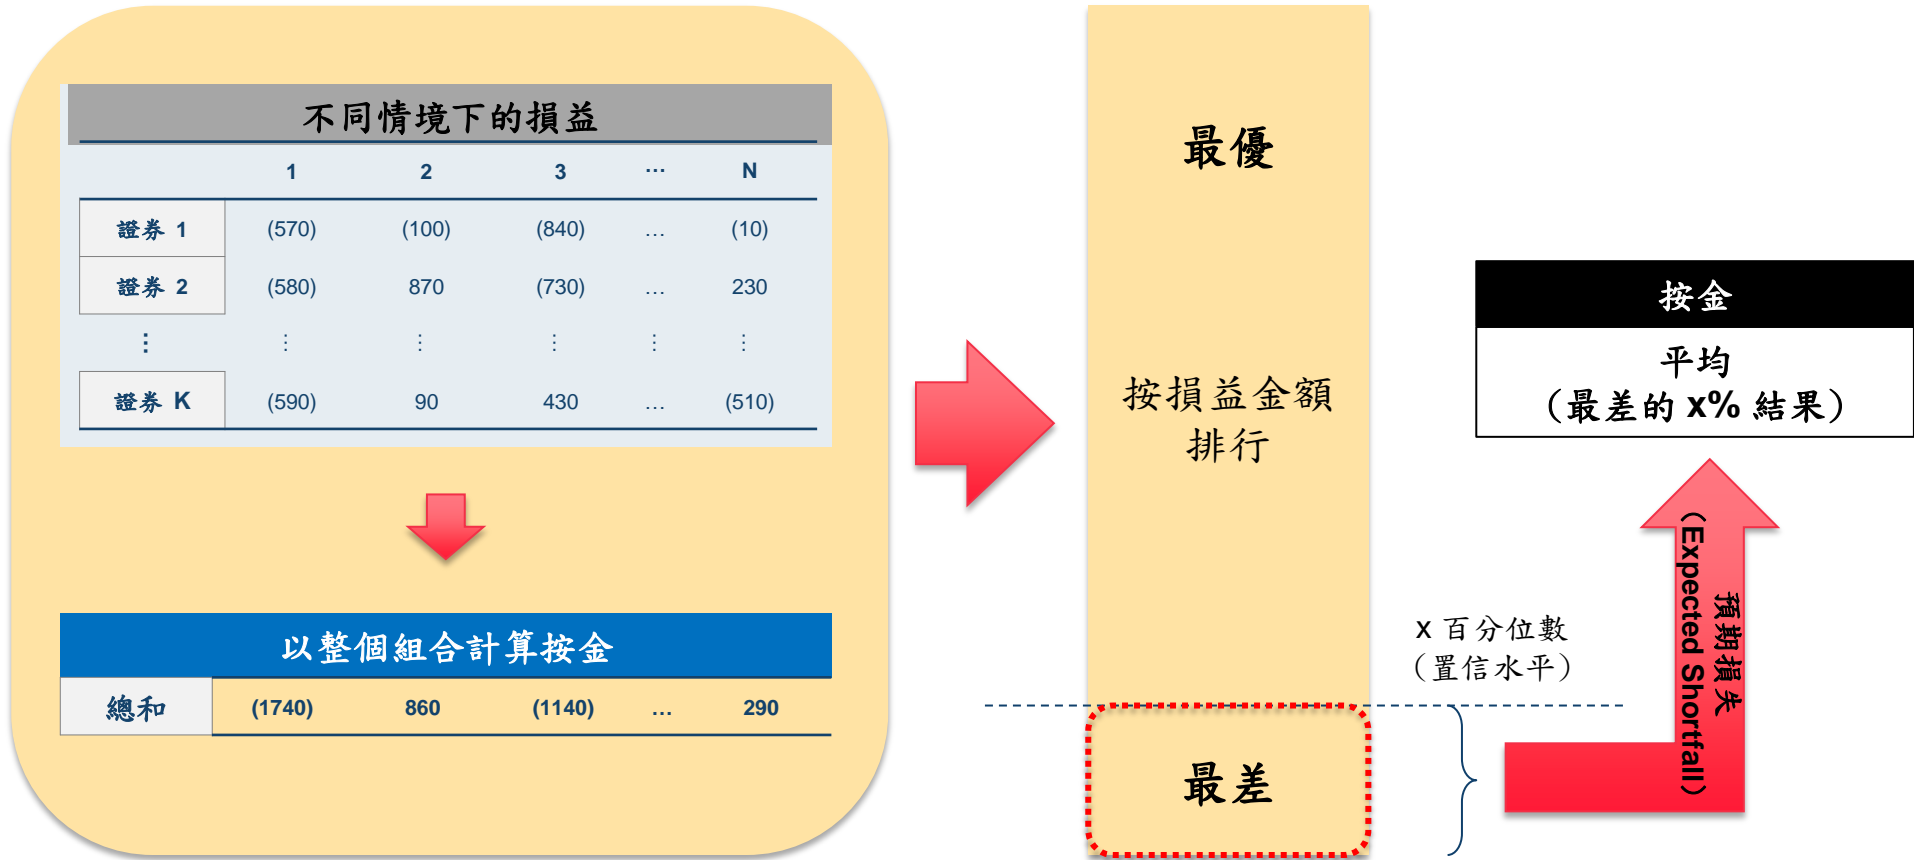 不同情境下的損益
1 2 3 ... N
證券 1 (570) (100) (840) ... (10)
證券 2 (580) 870 (730) ... 230
⋮ ⋮ ⋮ ⋮ ⋮ ⋮
證券 K (590) 90 430 ... (510)
以整個組合計算按金
總和 (1740) 860 (1140) ... 290
最優
按損益金額
排行
最差
x 百分位數
（置信水平）
預期損失
（Expected Shortfall）
按金
平均
（最差的 x% 結果）